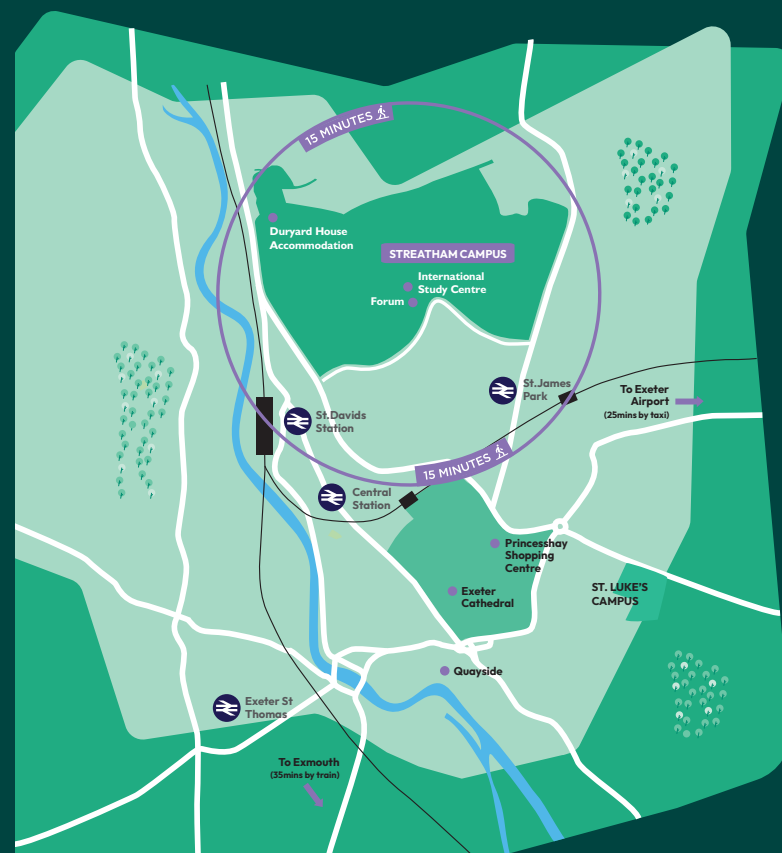 15 MINUTES
Duryard House
Accommodation
STREATHAM CAMPUS
International
Study Centre
Forum
St.James
Park
To Exeter
Airport
(25mins by taxi)
St.Davids
Station
15 MINUTES
Central
Station
Princesshay
Shopping
Centre
ST. LUKE'S
CAMPUS
Exeter
Cathedral
Quayside
Exeter St
Thomas
To Exmouth
(35mins by train)